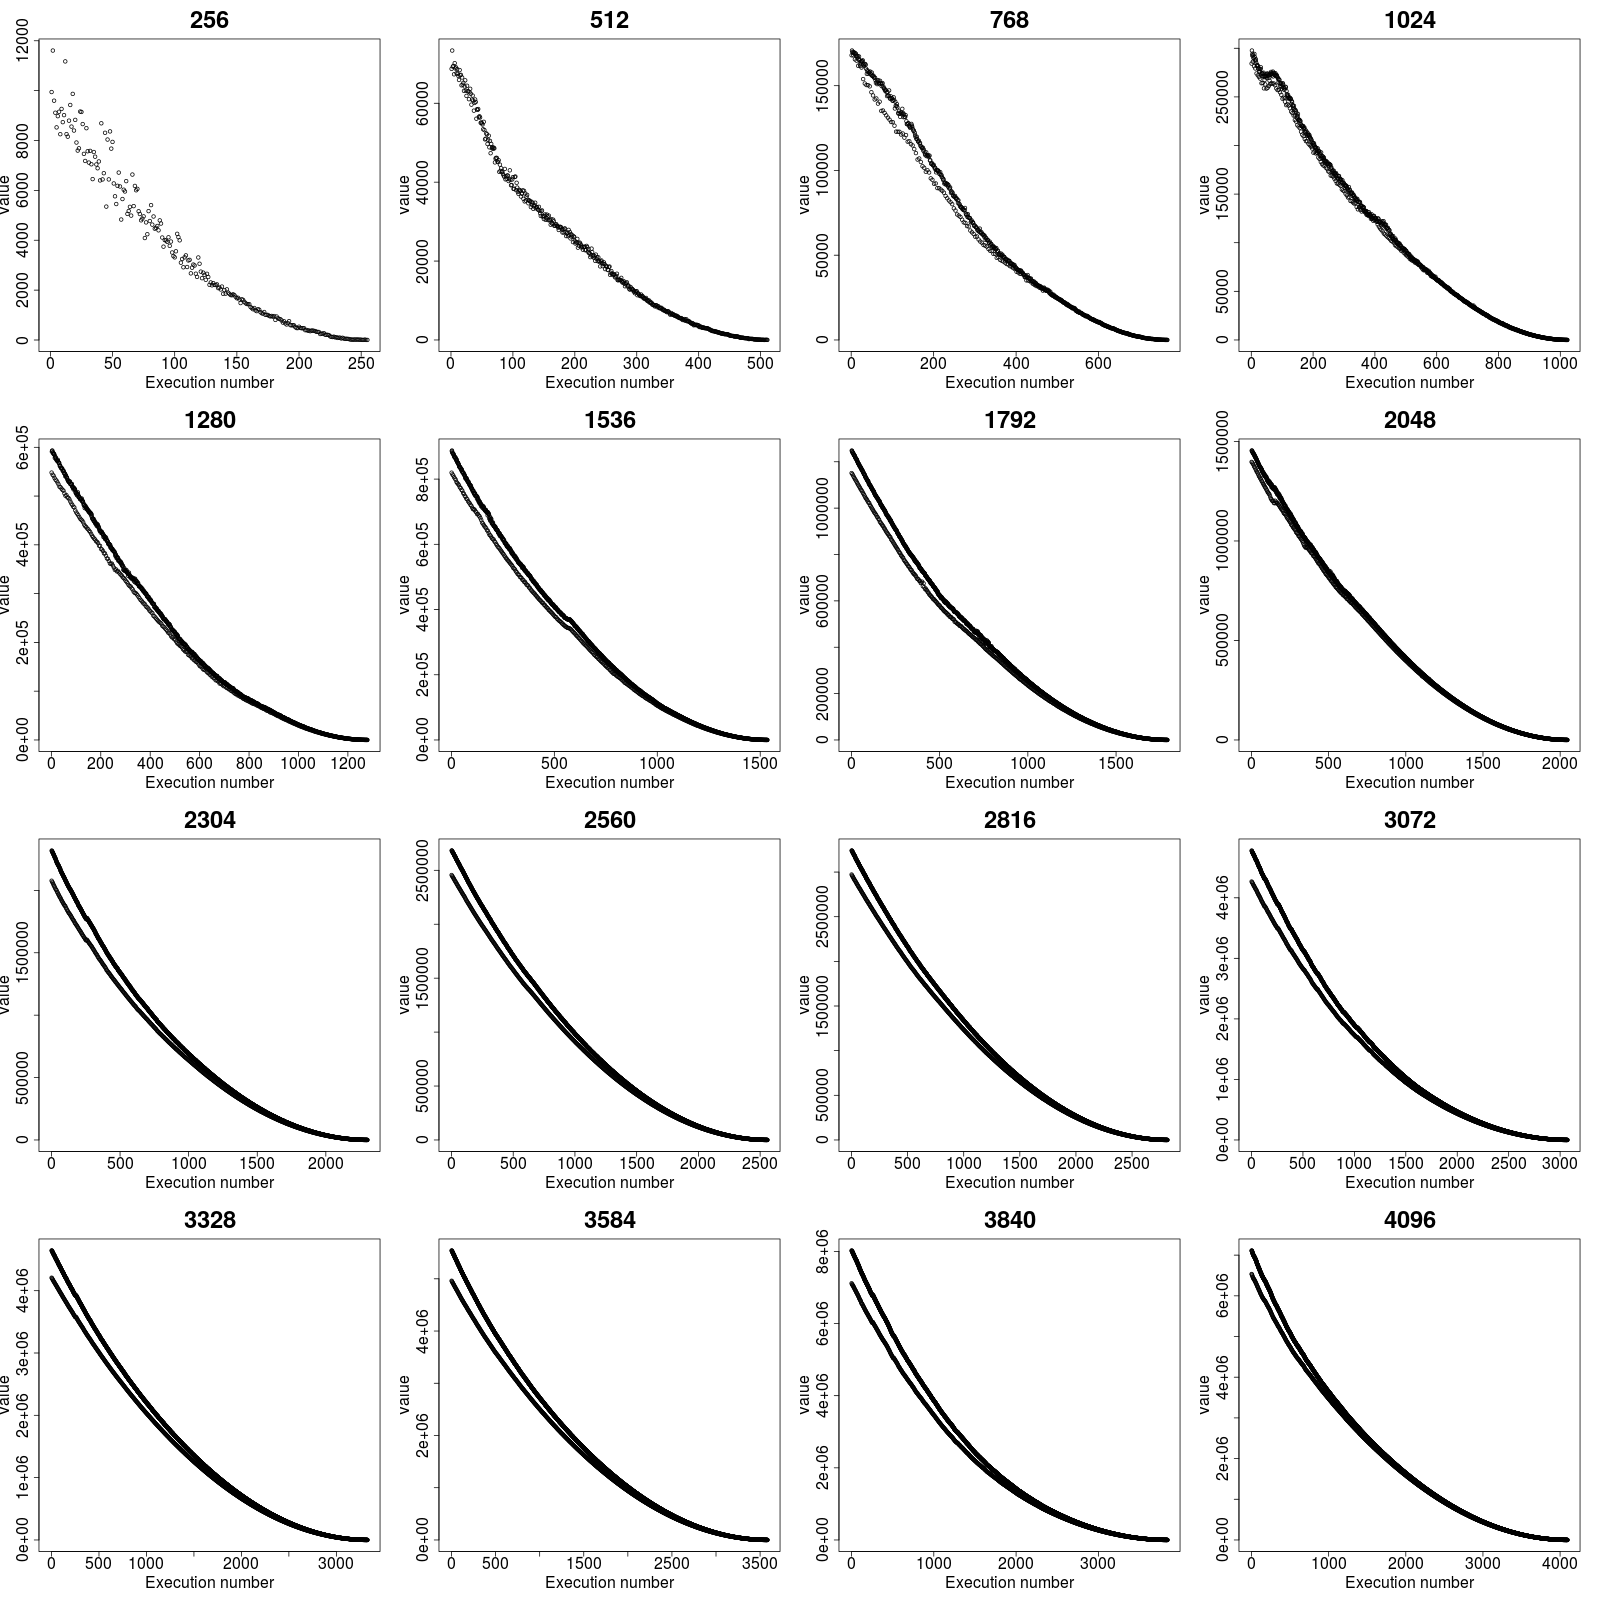 256
value
0 2000 4000 6000 8000 12000
0 50 100 150 200 250
Execution number
512
value
0 20000 40000 60000
0 100 200 300 400 500
Execution number
768
value
0 50000 100000 150000
0 200 400 600
Execution number
1024
value
0 50000 150000 250000
0 200 400 600 800 1000
Execution number
1280
value
0e+00 2e+05 4e+05 6e+05
0 200 400 600 800 1000 1200
Execution number
1536
value
0e+00 2e+05 4e+05 6e+05 8e+05
0 500 1000 1500
Execution number
1792
value
0 200000 600000 1000000
0 500 1000 1500
Execution number
2048
value
0 500000 1000000 1500000
0 500 1000 1500 2000
Execution number
2304
value
0 500000 1500000
0 500 1000 1500 2000
Execution number
2560
value
0 500000 1500000 2500000
0 500 1000 1500 2000 2500
Execution number
2816
value
0 500000 1500000 2500000
0 500 1000 1500 2000 2500
Execution number
3072
value
0e+00 1e+06 2e+06 3e+06 4e+06
0 500 1000 1500 2000 2500 3000
Execution number
3328
value
0e+00 1e+06 2e+06 3e+06 4e+06
0 500 1000 2000 3000
Execution number
3584
value
0e+00 2e+06 4e+06
0 500 1500 2500 3500
Execution number
3840
value
0e+00 2e+06 4e+06 6e+06 8e+06
0 1000 2000 3000
Execution number
4096
value
0e+00 2e+06 4e+06 6e+06
0 1000 2000 3000 4000
Execution number